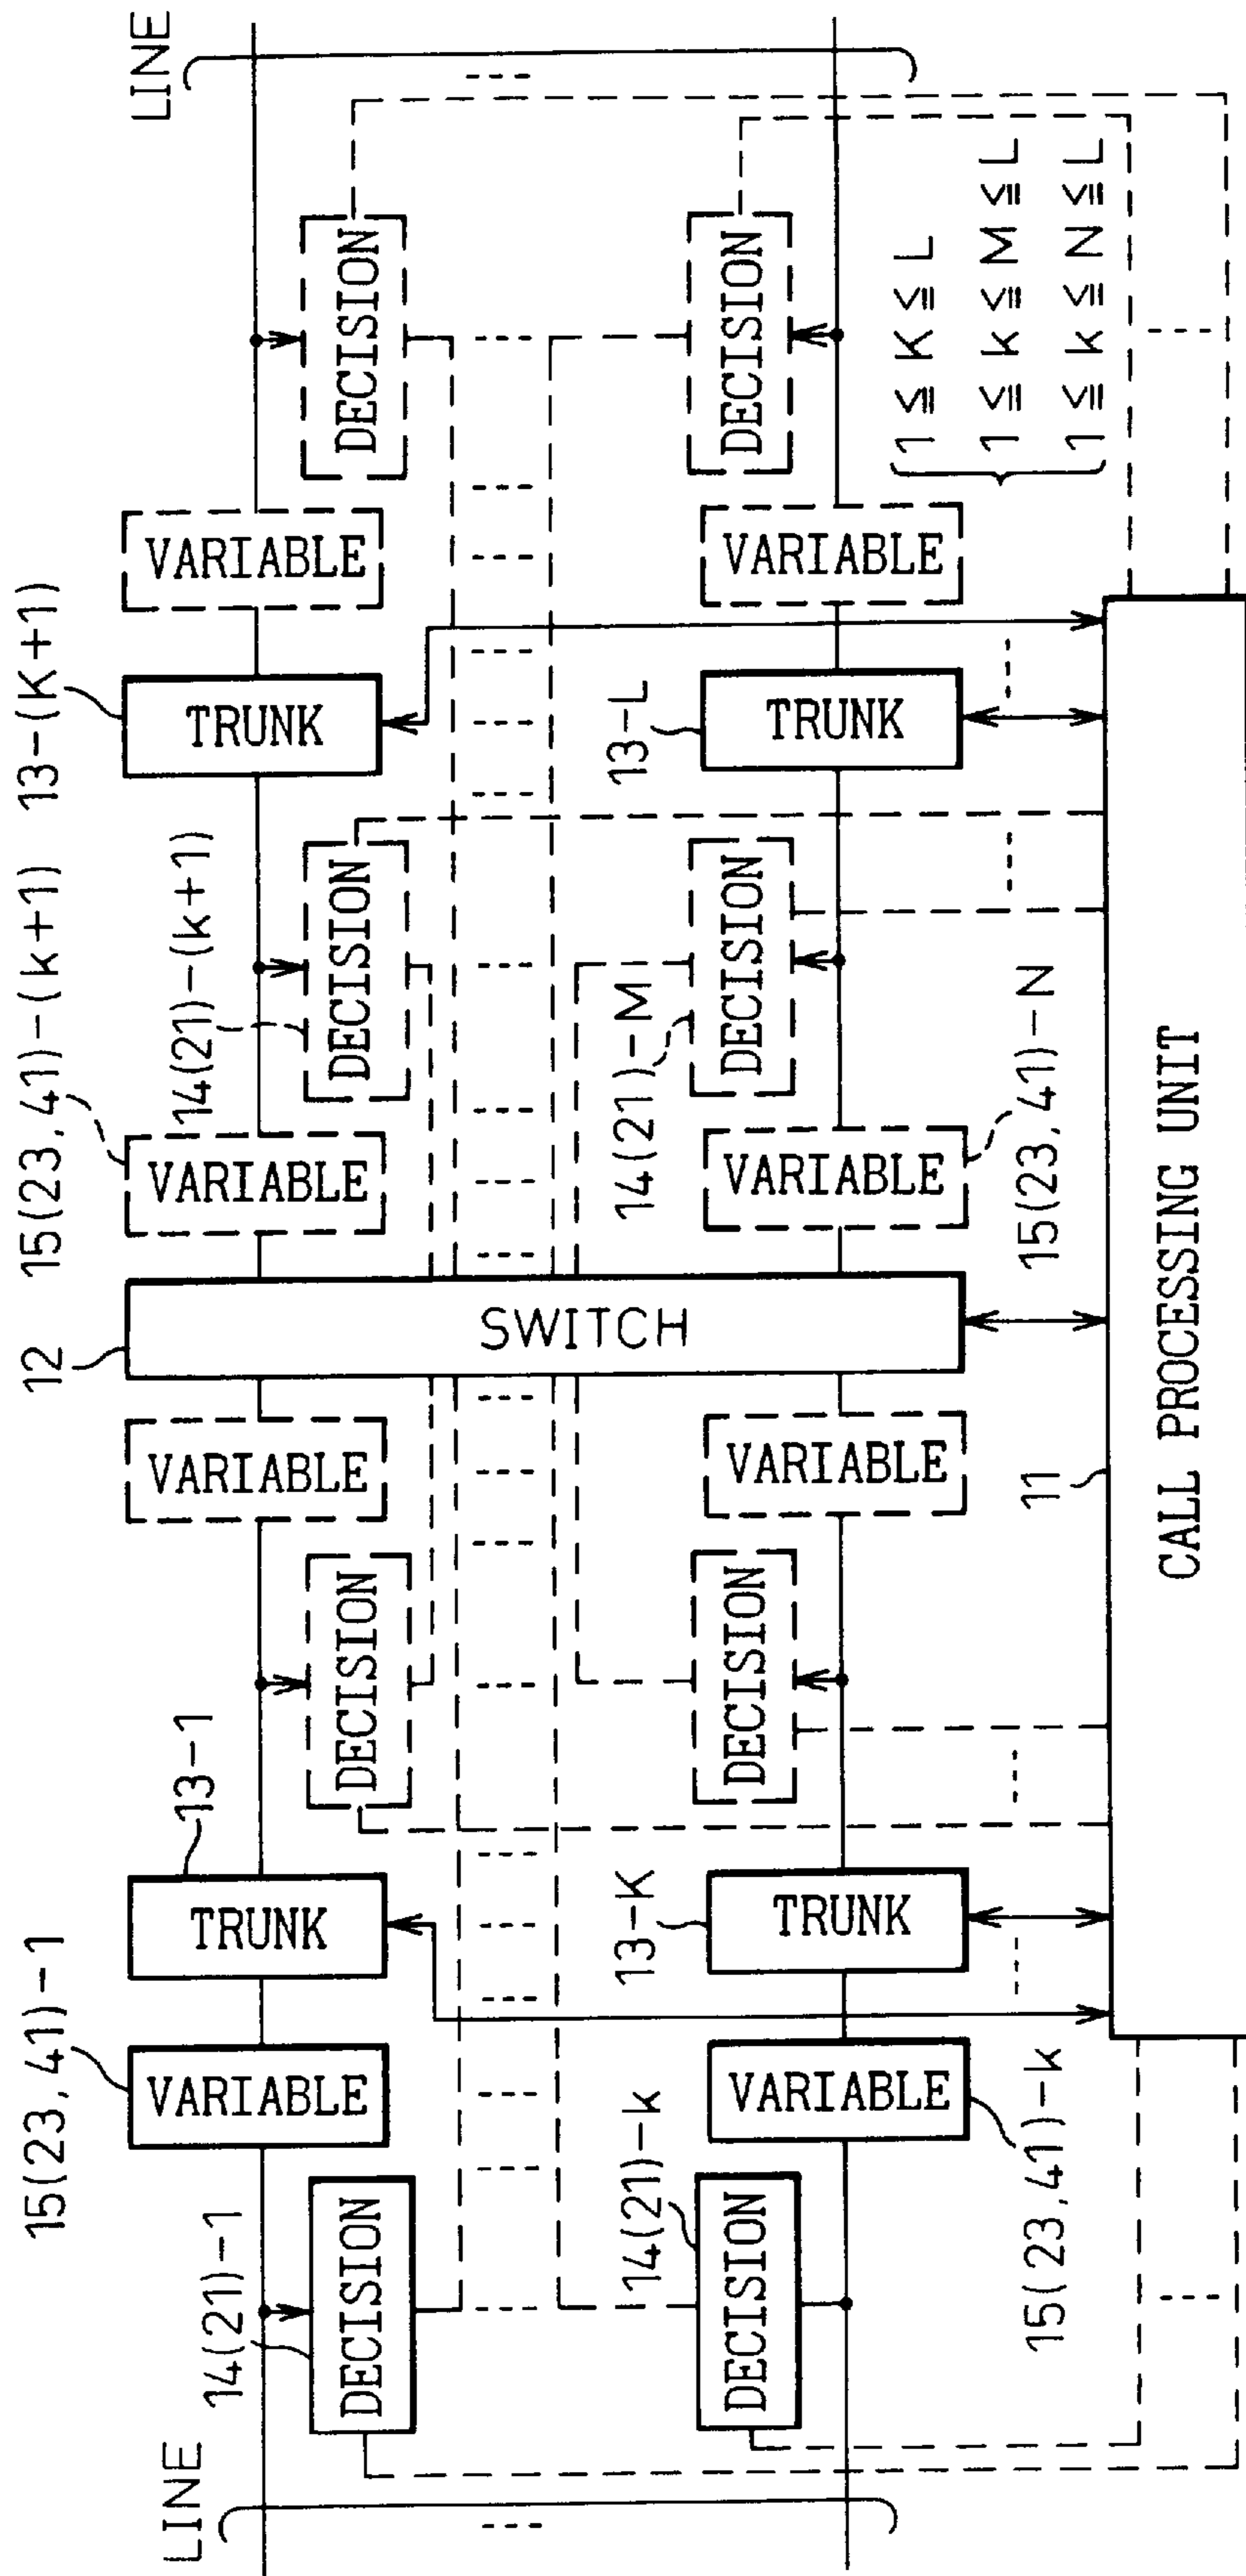 15(23,41)-1
15(23,41)-(k+1)
13-(K+1)
12
13-1
14(21)-1
14(21)-(k+1)
LINE
LINE
VARIABLE
TRUNK
VARIABLE
VARIABLE
TRUNK
VARIABLE
DECISION
DECISION
DECISION
DECISION
SWITCH
14(21)-k
13-K
14(21)-M
13-L
DECISION
DECISION
DECISION
DECISION
VARIABLE
TRUNK
VARIABLE
VARIABLE
TRUNK
VARIABLE
1≦K≦L
1≦k≦M≦L
1≦k≦N≦L
15(23,41)-k
11
15(23,41)-N
CALL PROCESSING UNIT